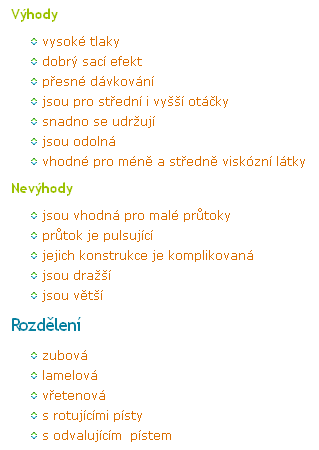 Výhody
vysoké tlaky
dobrý sací efekt
přesné dávkování
jsou pro střední i vyšší otáčky
snadno se udržují
jsou odolná
vhodné pro méně a středně viskózní látky
Nevýhody
jsou vhodná pro malé průtoky
průtok je pulsující
jejich konstrukce je komplikovaná
jsou dražší
jsou větší
Rozdělení
zubová
lamelová
vřetenová
s rotujícími písty
s odvalujícím pístem